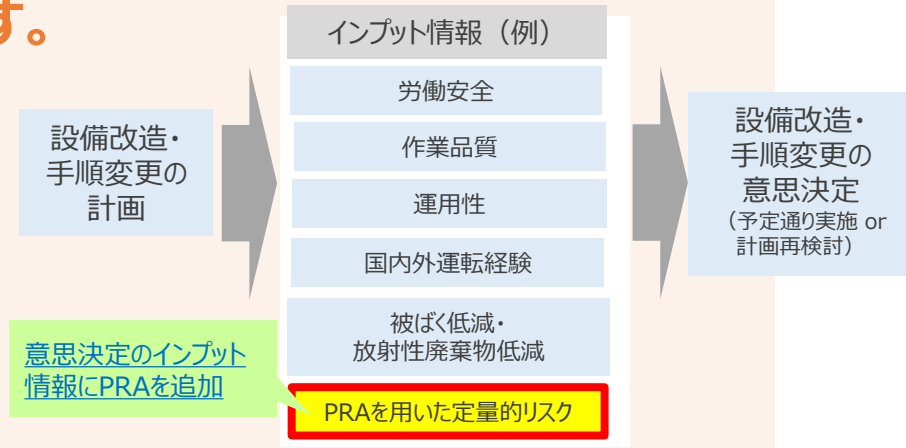 す。
インプット情報（例）
労働安全
作業品質
運用性
国内外運転経験
被ばく低減・
放射性廃棄物低減
PRAを用いた定量的リスク
設備改造・
手順変更の
計画
意思決定のインプット
情報にPRAを追加
設備改造・
手順変更の
意思決定
（予定通り実施 or
計画再検討）